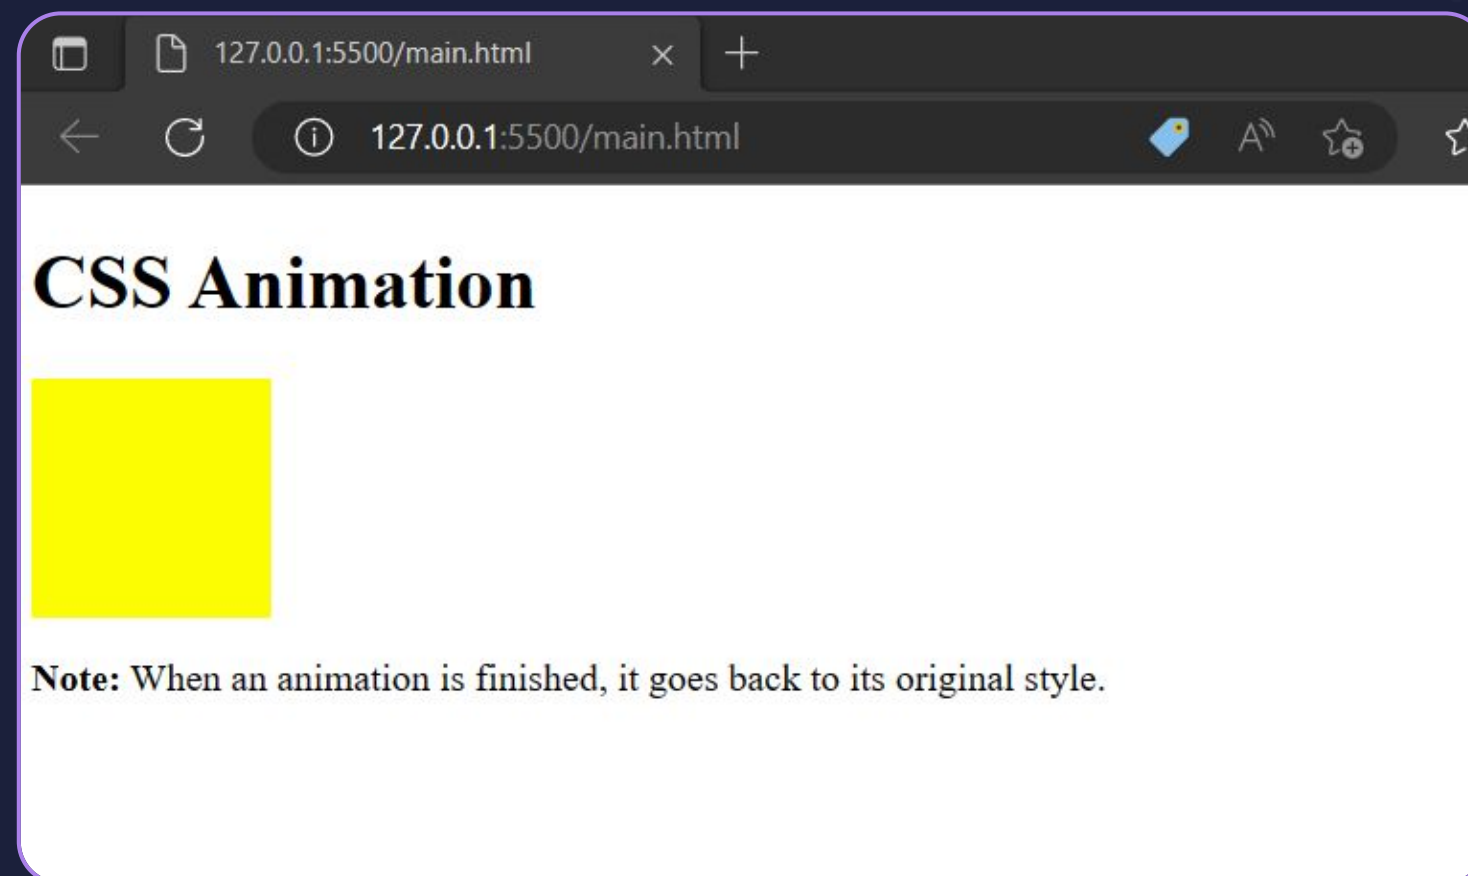 127.0.0.1:5500/main.html
127.0.0.1:5500/main.html
CSS Animation
Note: When an animation is finished, it goes back to its original style.